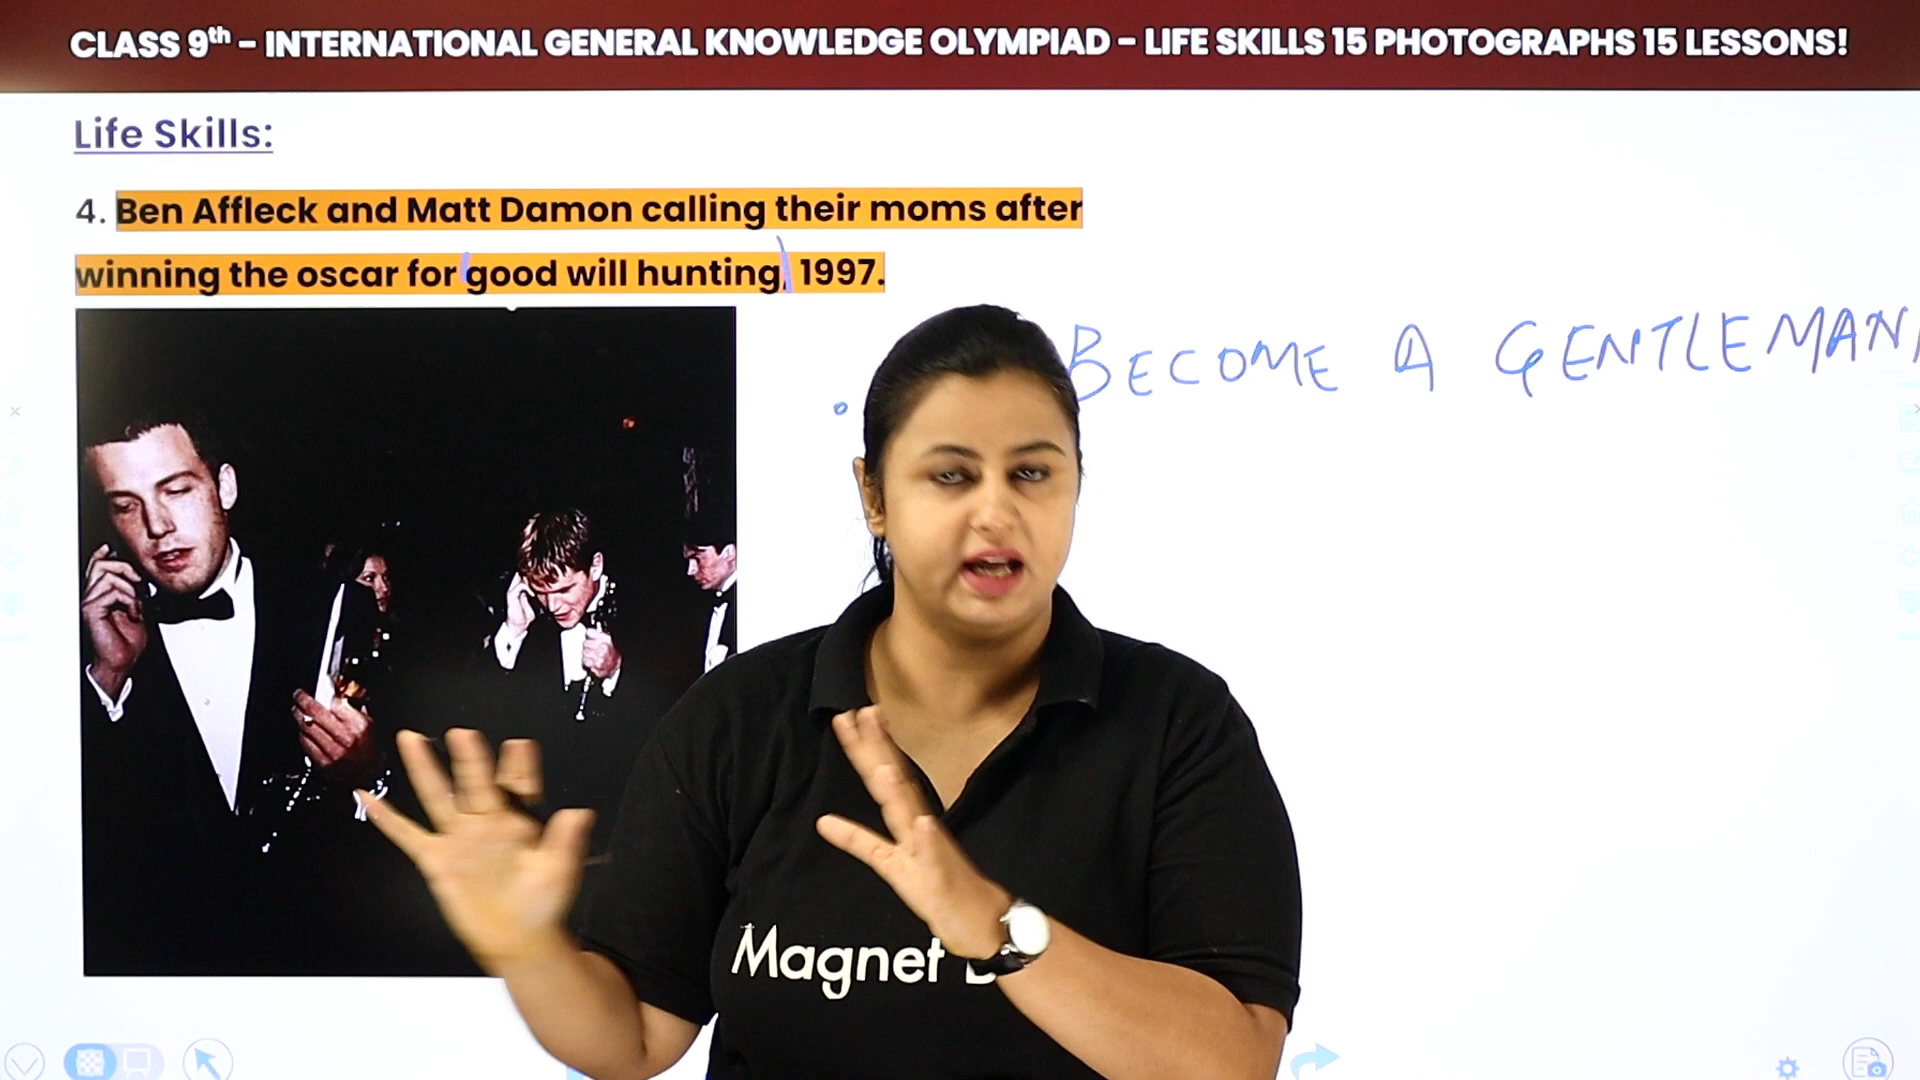 CLASS 9th - INTERNATIONAL GENERAL KNOWLEDGE OLYMPIAD - LIFE SKILLS 15 PHOTOGRAPHS 15 LESSONS!
Life Skills:
4. Ben Affleck and Matt Damon calling their moms after
winning the oscar for good will hunting, 1997.
BECOME A GENTLEMAN
Magnet